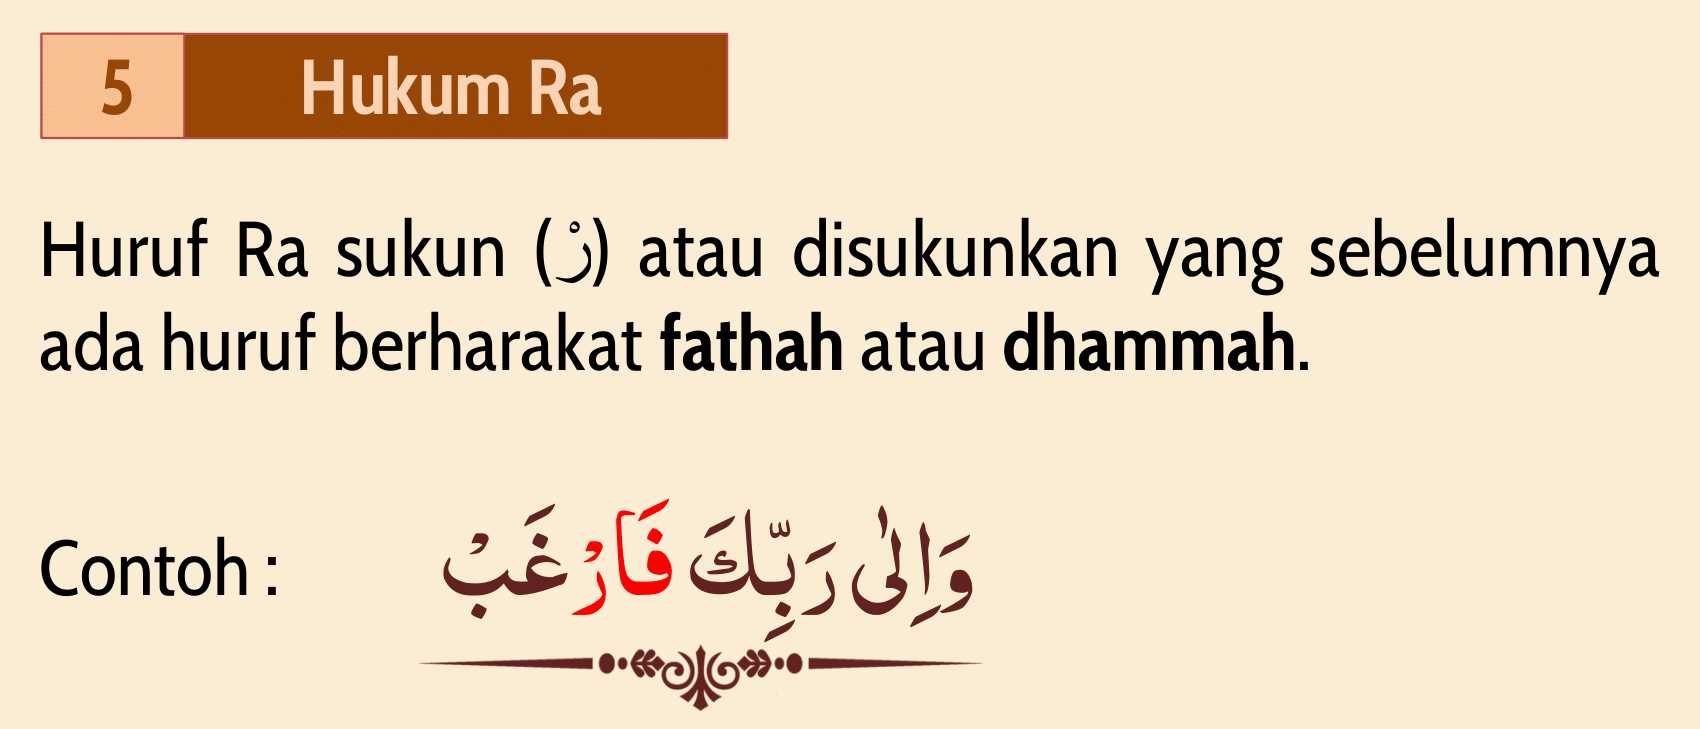 5 Hukum Ra
Huruf Ra sukun (رْ) atau disukunkan yang sebelumnya
ada huruf berharakat fathah atau dhammah.
Contoh : وَاِلٰى رَبِّكَ فَارْغَبْ